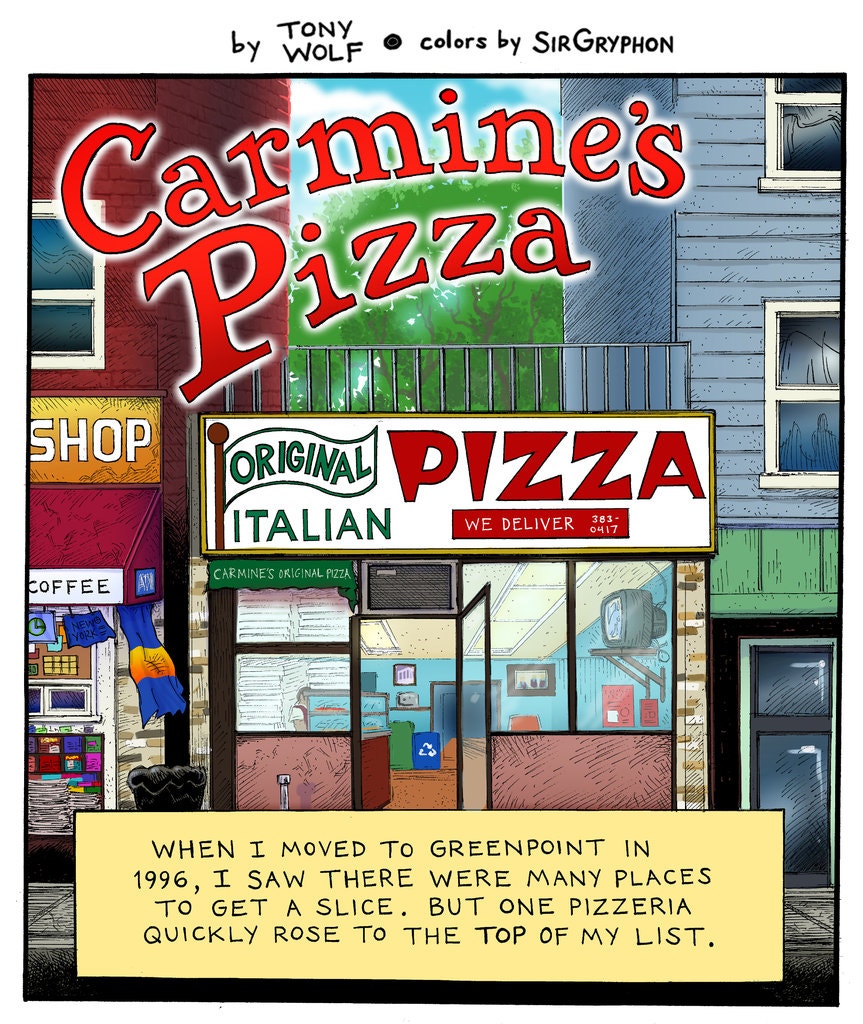 by TONY WOLF • colors by SIRGRYPHON
Carmine's
Pizza
SHOP
ORIGINAL
ITALIAN
PIZZA
WE DELIVER 383-
0417
CARMINE'S ORIGINAL PIZZA
COFFEE
ATM
NEW
YORK
WHEN I MOVED TO GREENPOINT IN
1996, I SAW THERE WERE MANY PLACES
TO GET A SLICE. BUT ONE PIZZERIA
QUICKLY ROSE TO THE TOP OF MY LIST.